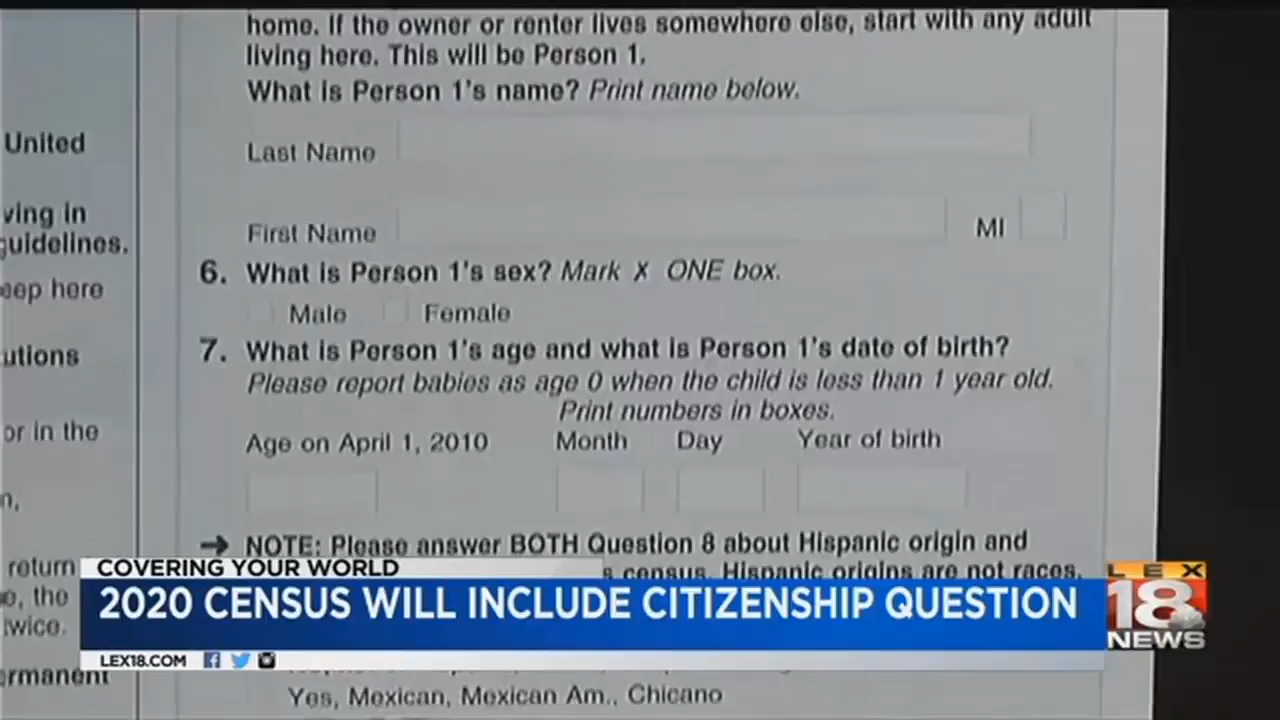 home. If the owner or renter lives somewhere else, start with any adult
living here. This will be Person 1.
What is Person 1's name? Print name below.
Last Name
First Name
MI
6. What is Person 1's sex? Mark X ONE box.
Male
Female
7. What is Person 1's age and what is Person 1's date of birth?
Please report babies as age 0 when the child is less than 1 year old.
Print numbers in boxes.
Age on April 1, 2010
Month
Day
Year of birth
→ NOTE: Please answer BOTH Question 8 about Hispanic origin and
census. Hispanic origins are not races.
Yes, Mexican, Mexican Am., Chicano
United
ving in
guidelines.
eep here
utions
or in the
n,
return
, the
twice.
ermanent
COVERING YOUR WORLD
2020 CENSUS WILL INCLUDE CITIZENSHIP QUESTION
LEX18.COM
LEX
18
NEWS